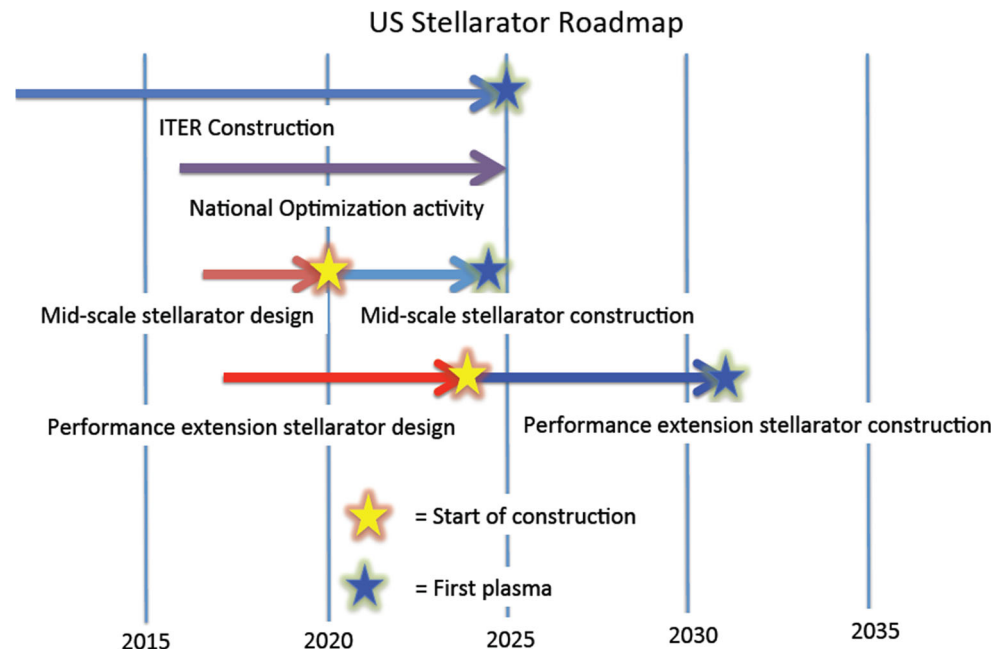 US Stellarator Roadmap
ITER Construction
National Optimization activity
Mid-scale stellarator design
Mid-scale stellarator construction
Performance extension stellarator design
Performance extension stellarator construction
= Start of construction
= First plasma
2015
2020
2025
2030
2035